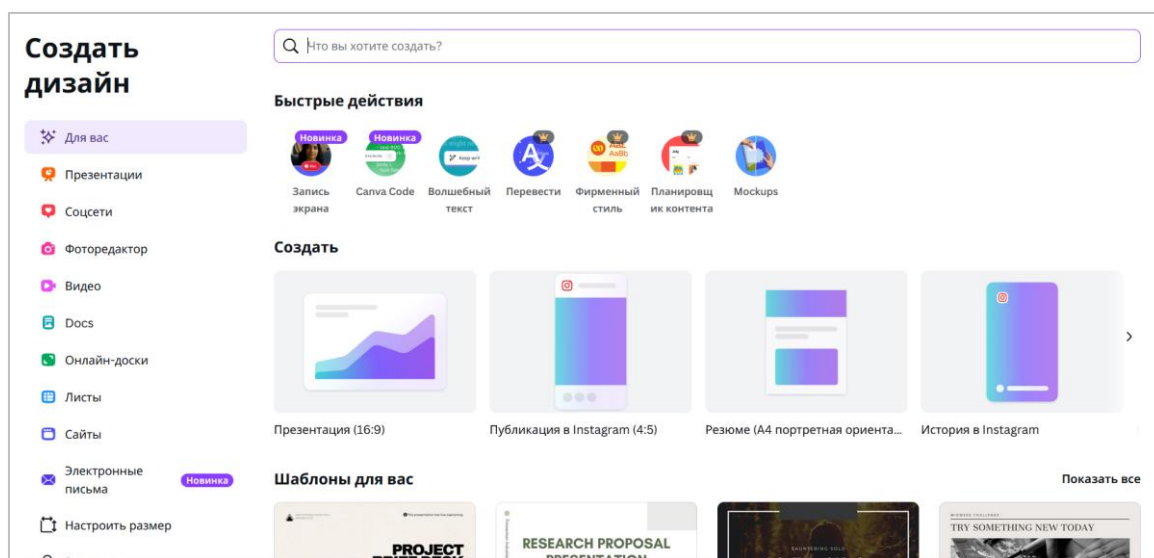 Создать
дизайн
Для вас
Презентации
Соцсети
Фоторедактор
Видео
Docs
Онлайн-доски
Листы
Сайты
Электронные
письма
Новинка
Настроить размер
Что вы хотите создать?
Быстрые действия
Новинка
Новинка
Запись
экрана
Canva Code
Волшебный
текст
Перевести
Фирменный
стиль
Планировщ
ик контента
Mockups
Создать
Презентация (16:9)
Публикация в Instagram (4:5)
Резюме (A4 портретная ориента...
История в Instagram
Шаблоны для вас
Показать все
PROJECT
RESEARCH PROPOSAL
PRESENTATION
TRY SOMETHING NEW TODAY